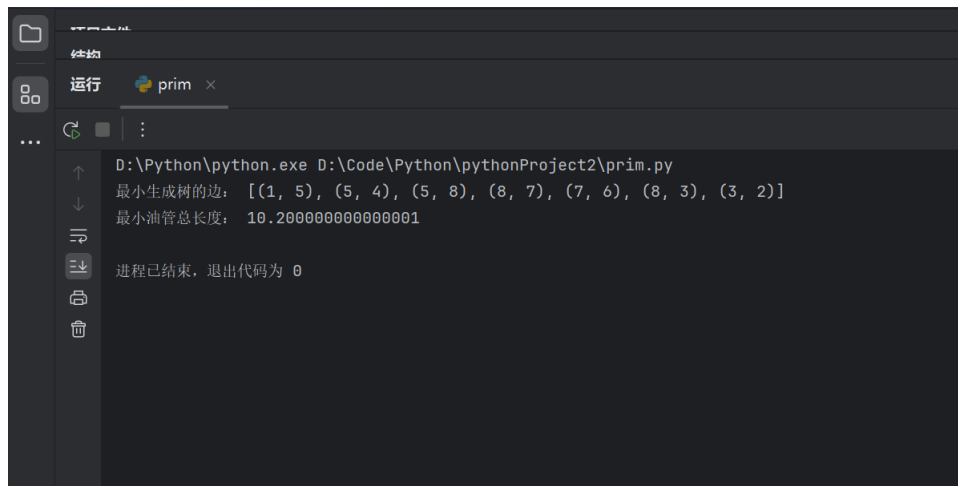 结构
运行 prim
D:\Python\python.exe D:\Code\Python\pythonProject2\prim.py
最小生成树的边： [(1, 5), (5, 4), (5, 8), (8, 7), (7, 6), (8, 3), (3, 2)]
最小油管总长度： 10.200000000000001
进程已结束，退出代码为 0